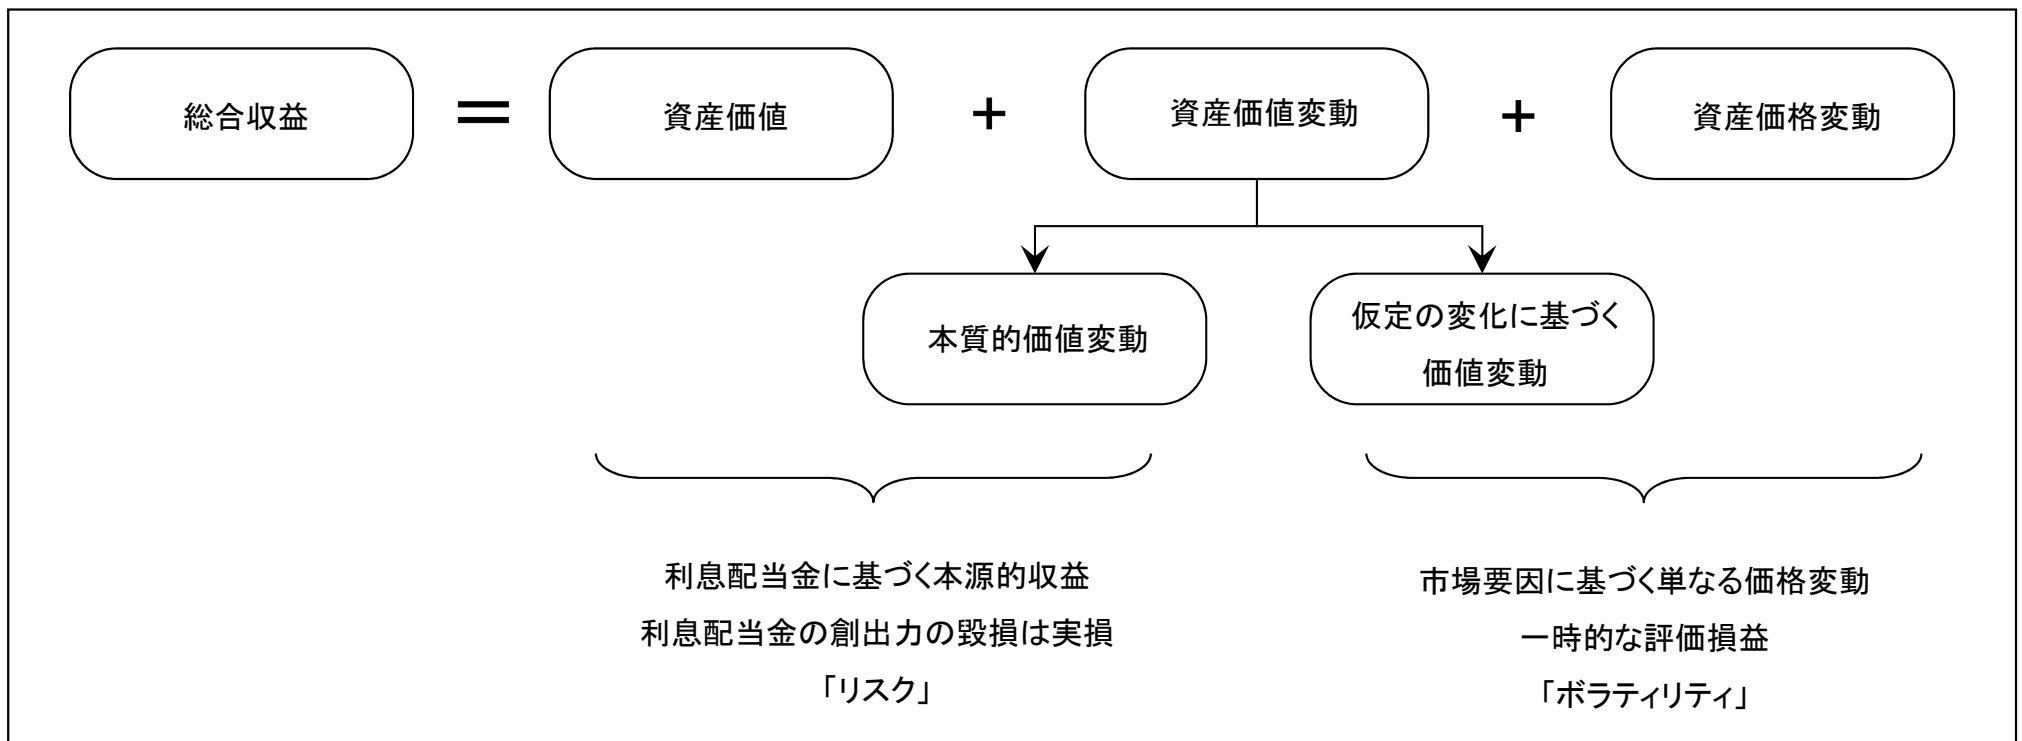 総合収益 = 資産価値 + 資産価値変動 + 資産価格変動
本質的価値変動
仮定の変化に基づく
価値変動
利息配当金に基づく本源的収益
利息配当金の創出力の毀損は実損
「リスク」
市場要因に基づく単なる価格変動
一時的な評価損益
「ボラティリティ」